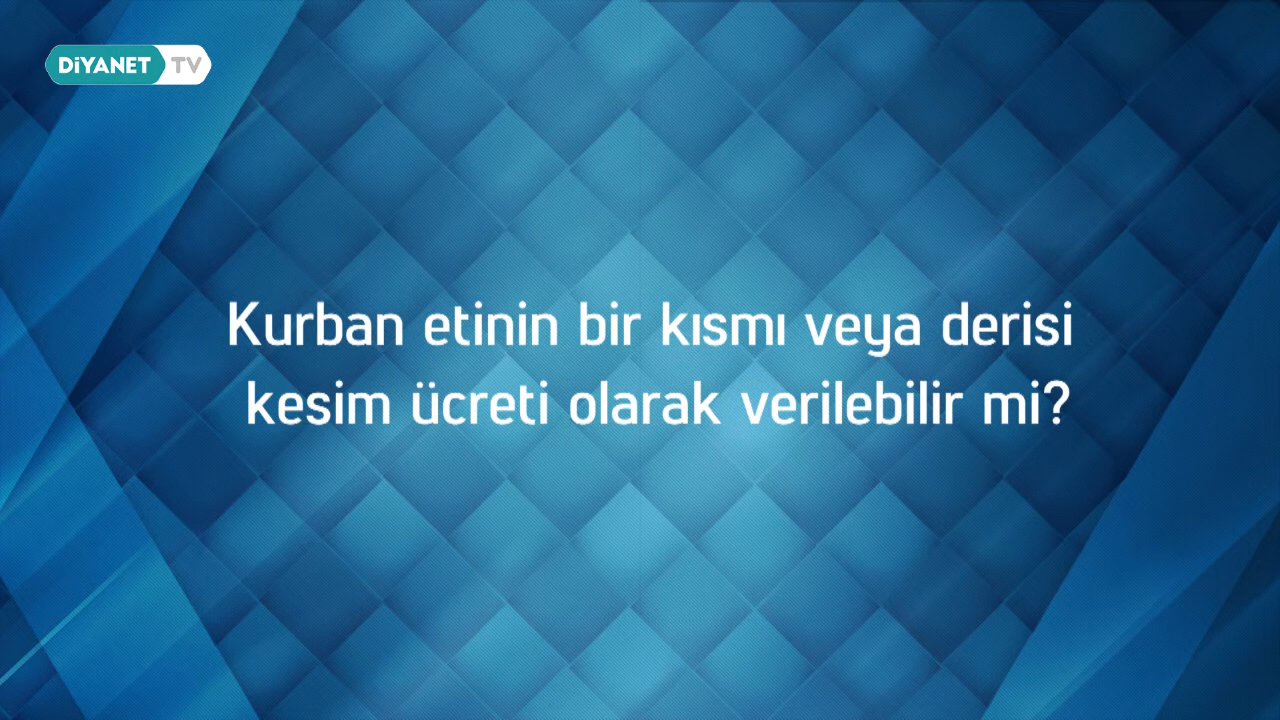 DİYANET TV
Kurban etinin bir kısmı veya derisi
kesim ücreti olarak verilebilir mi?